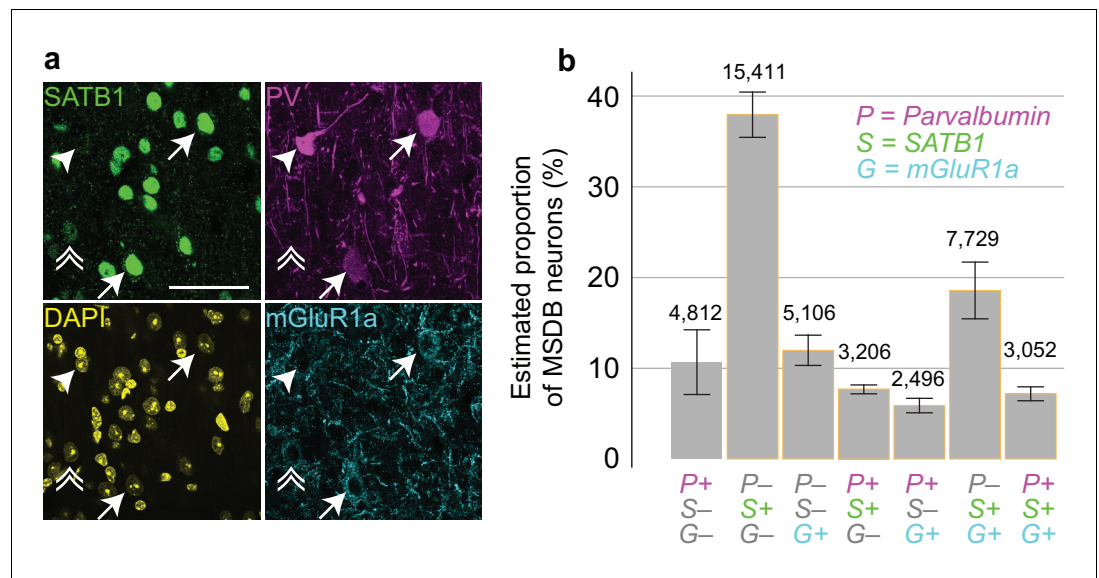 a
SATB1
PV
DAPI
mGluR1a
b
Estimated proportion
of MSDB neurons (%)
40
30
20
10
0
15,411
P = Parvalbumin
S = SATB1
G = mGluR1a
7,729
4,812
5,106
3,206
2,496
3,052
P+ P– P– P+ P+ P– P+
S– S+ S– S+ S– S+ S+
G– G– G+ G– G+ G+ G+